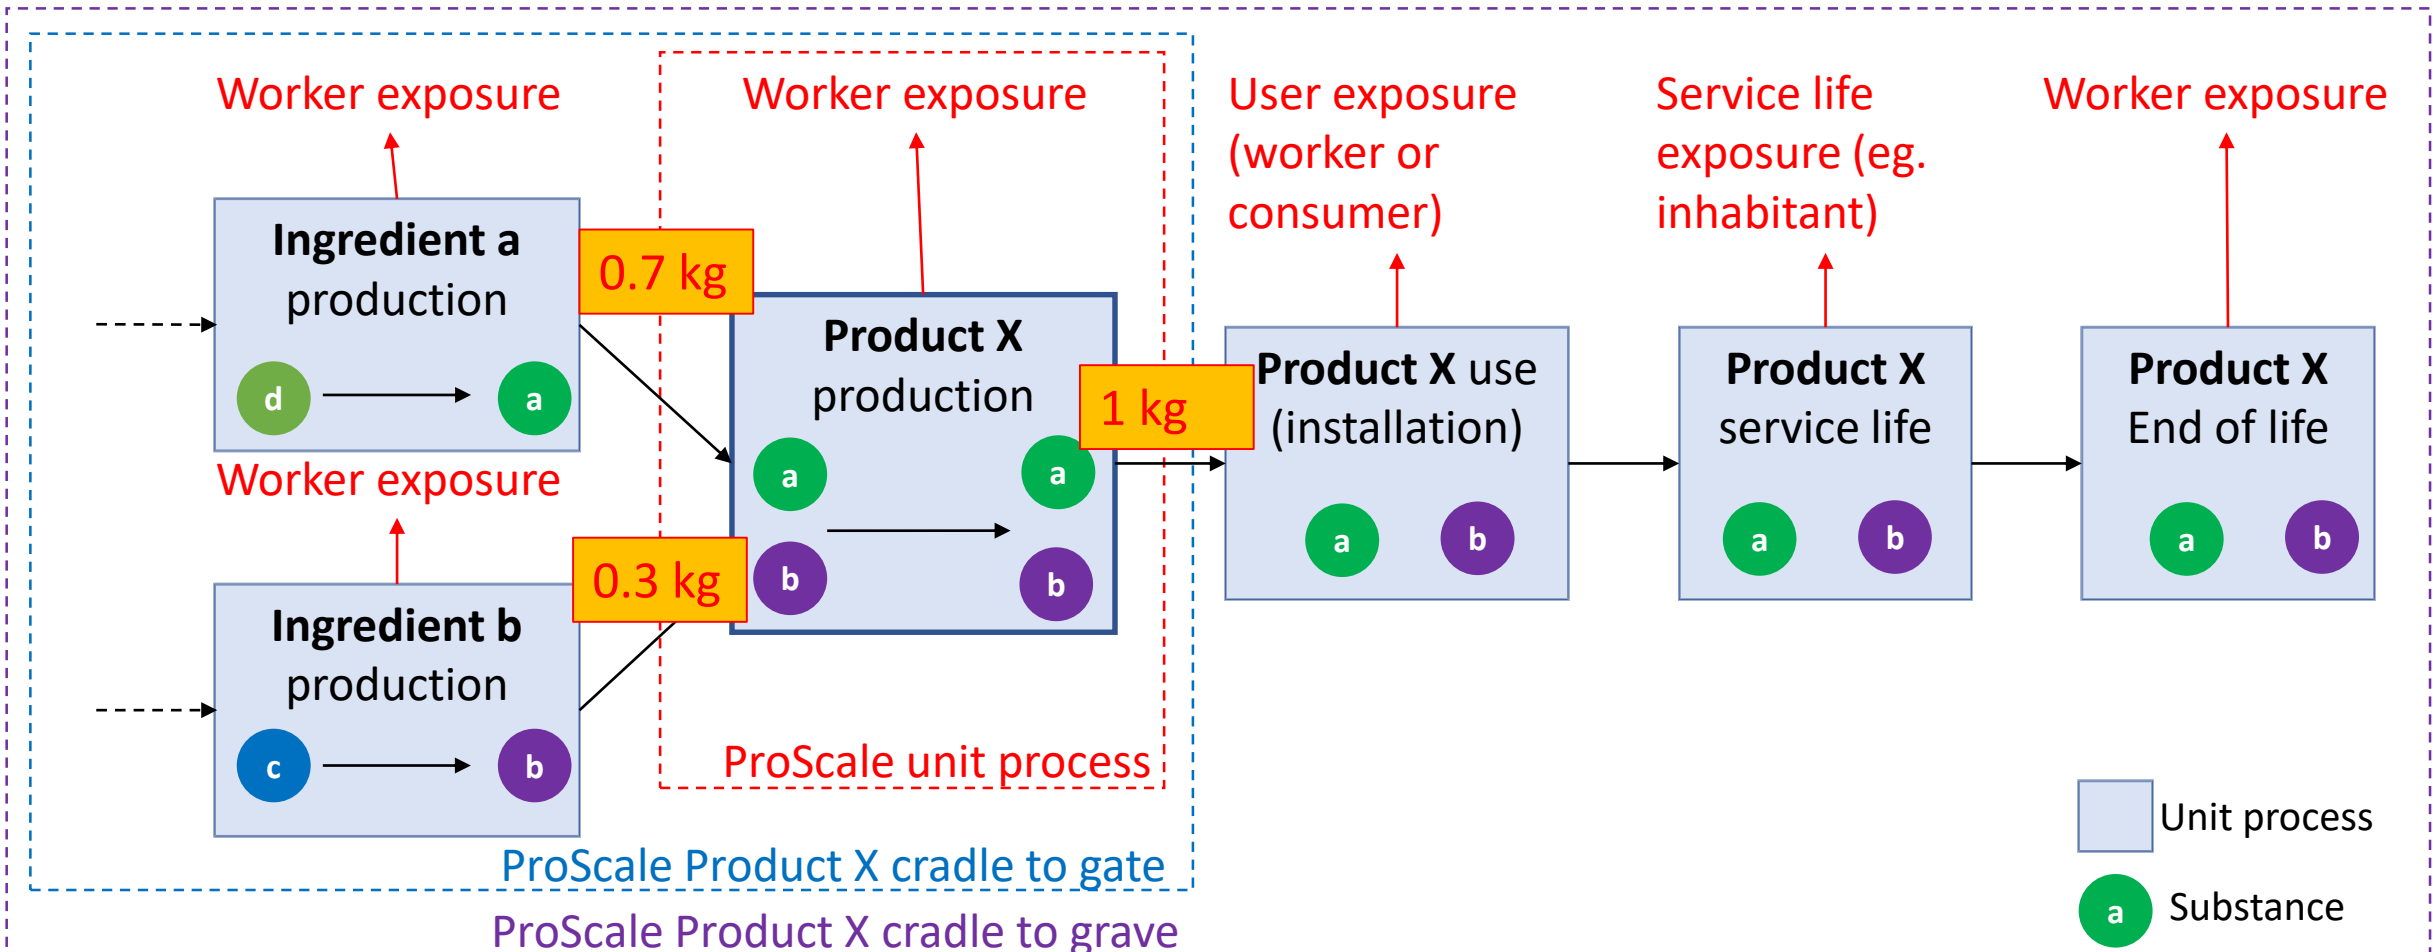 Worker exposure
Worker exposure
User exposure
(worker or
consumer)
Service life
exposure (eg.
inhabitant)
Worker exposure
Ingredient a
production
d
a
0.7 kg
Product X
production
a
a
b
b
1 kg
Product X use
(installation)
a
b
Product X
service life
a
b
Product X
End of life
a
b
Worker exposure
Ingredient b
production
c
b
0.3 kg
ProScale unit process
ProScale Product X cradle to gate
ProScale Product X cradle to grave
Unit process
a
Substance